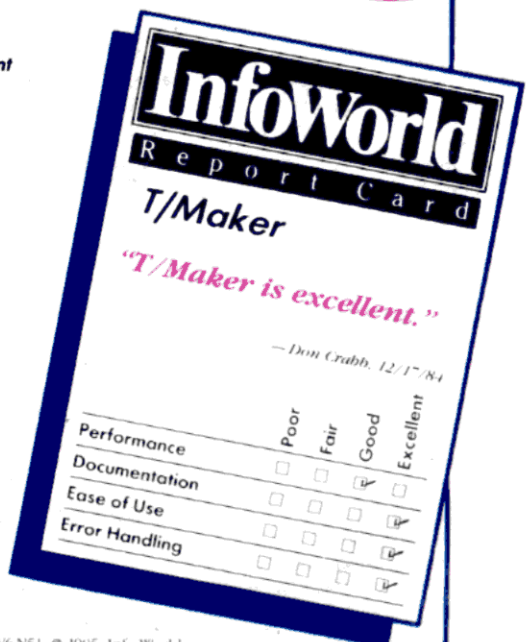 nt
InfoWorld
Report Card
T/Maker
“T/Maker is excellent.”
— Don Crabb, 12/17/84
Poor Fair Good Excellent
Performance
Documentation
Ease of Use
Error Handling